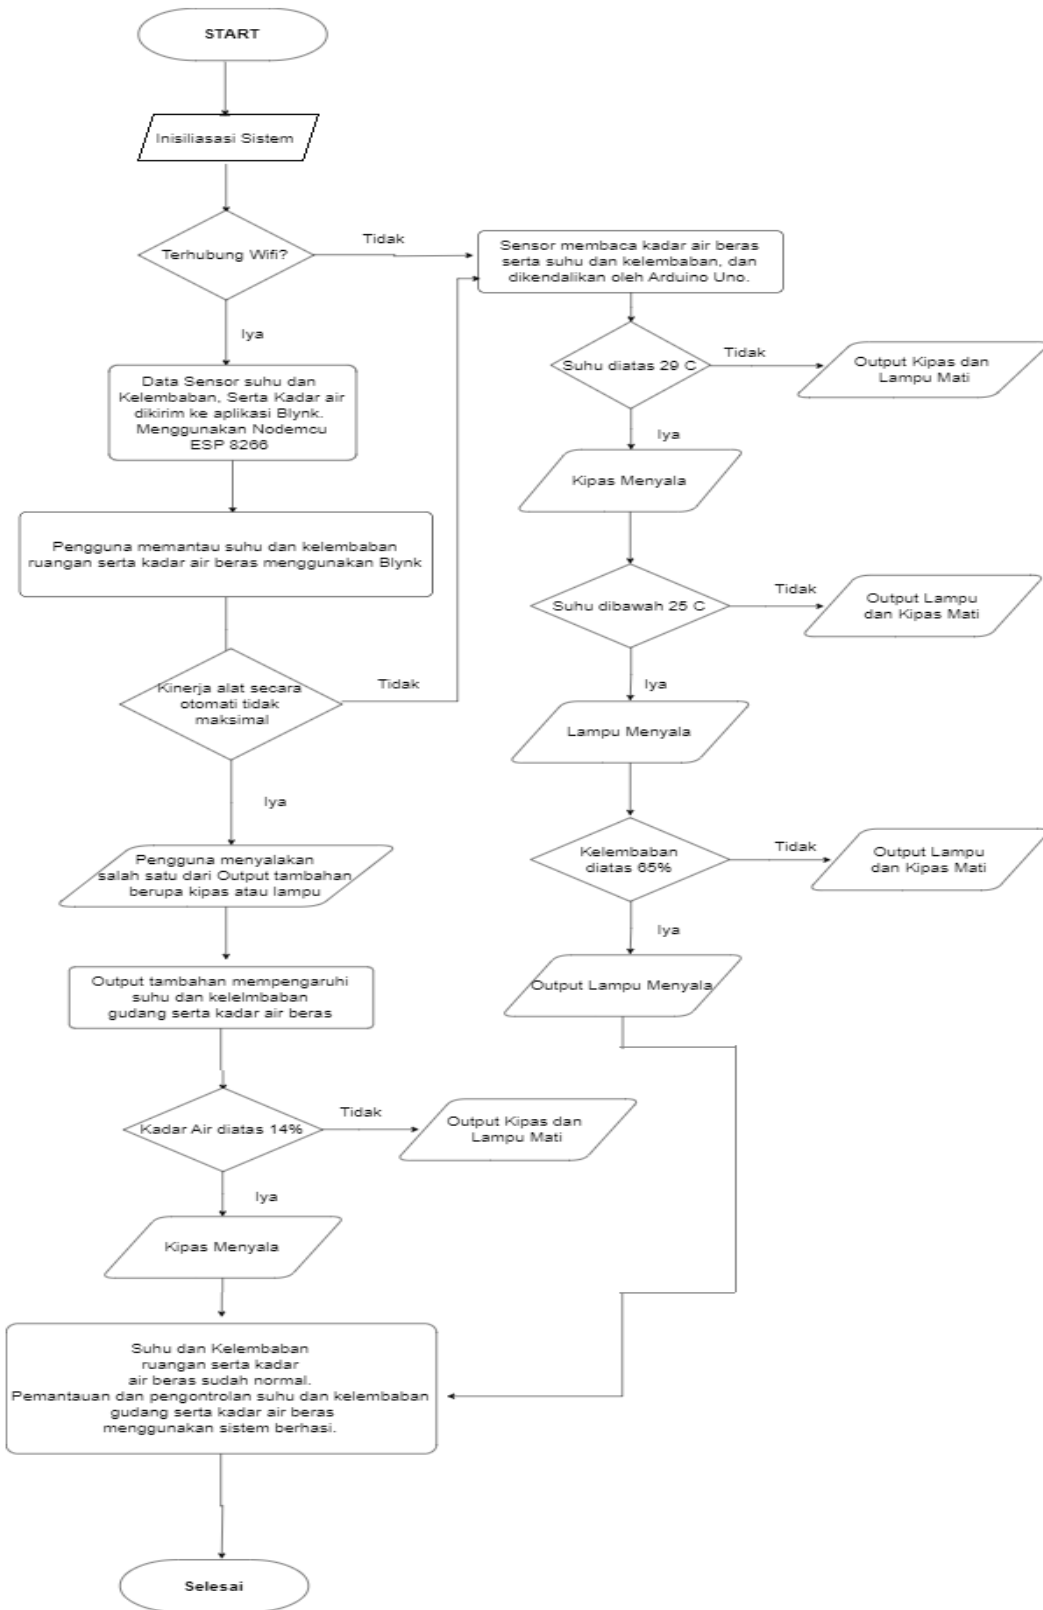 START
Inisiliasasi Sistem
Terhubung Wifi?
Tidak
Iya
Data Sensor suhu dan
Kelembaban, Serta Kadar air
dikirim ke aplikasi Blynk.
Menggunakan Nodemcu
ESP 8266
Pengguna memantau suhu dan kelembaban
ruangan serta kadar air beras menggunakan Blynk
Kinerja alat secara
otomati tidak
maksimal
Tidak
Iya
Pengguna menyalakan
salah satu dari Output tambahan
berupa kipas atau lampu
Output tambahan mempengaruhi
suhu dan kelelmbaban
gudang serta kadar air beras
Kadar Air diatas 14%
Tidak
Output Kipas dan
Lampu Mati
Iya
Kipas Menyala
Suhu dan Kelembaban
ruangan serta kadar
air beras sudah normal.
Pemantauan dan pengontrolan suhu dan kelembaban
gudang serta kadar air beras
menggunakan sistem berhasi.
Selesai
Sensor membaca kadar air beras
serta suhu dan kelembaban, dan
dikendalikan oleh Arduino Uno.
Suhu diatas 29 C
Tidak
Output Kipas dan
Lampu Mati
Iya
Kipas Menyala
Suhu dibawah 25 C
Tidak
Output Lampu
dan Kipas Mati
Iya
Lampu Menyala
Kelembaban
diatas 65%
Tidak
Output Lampu
dan Kipas Mati
Iya
Output Lampu Menyala